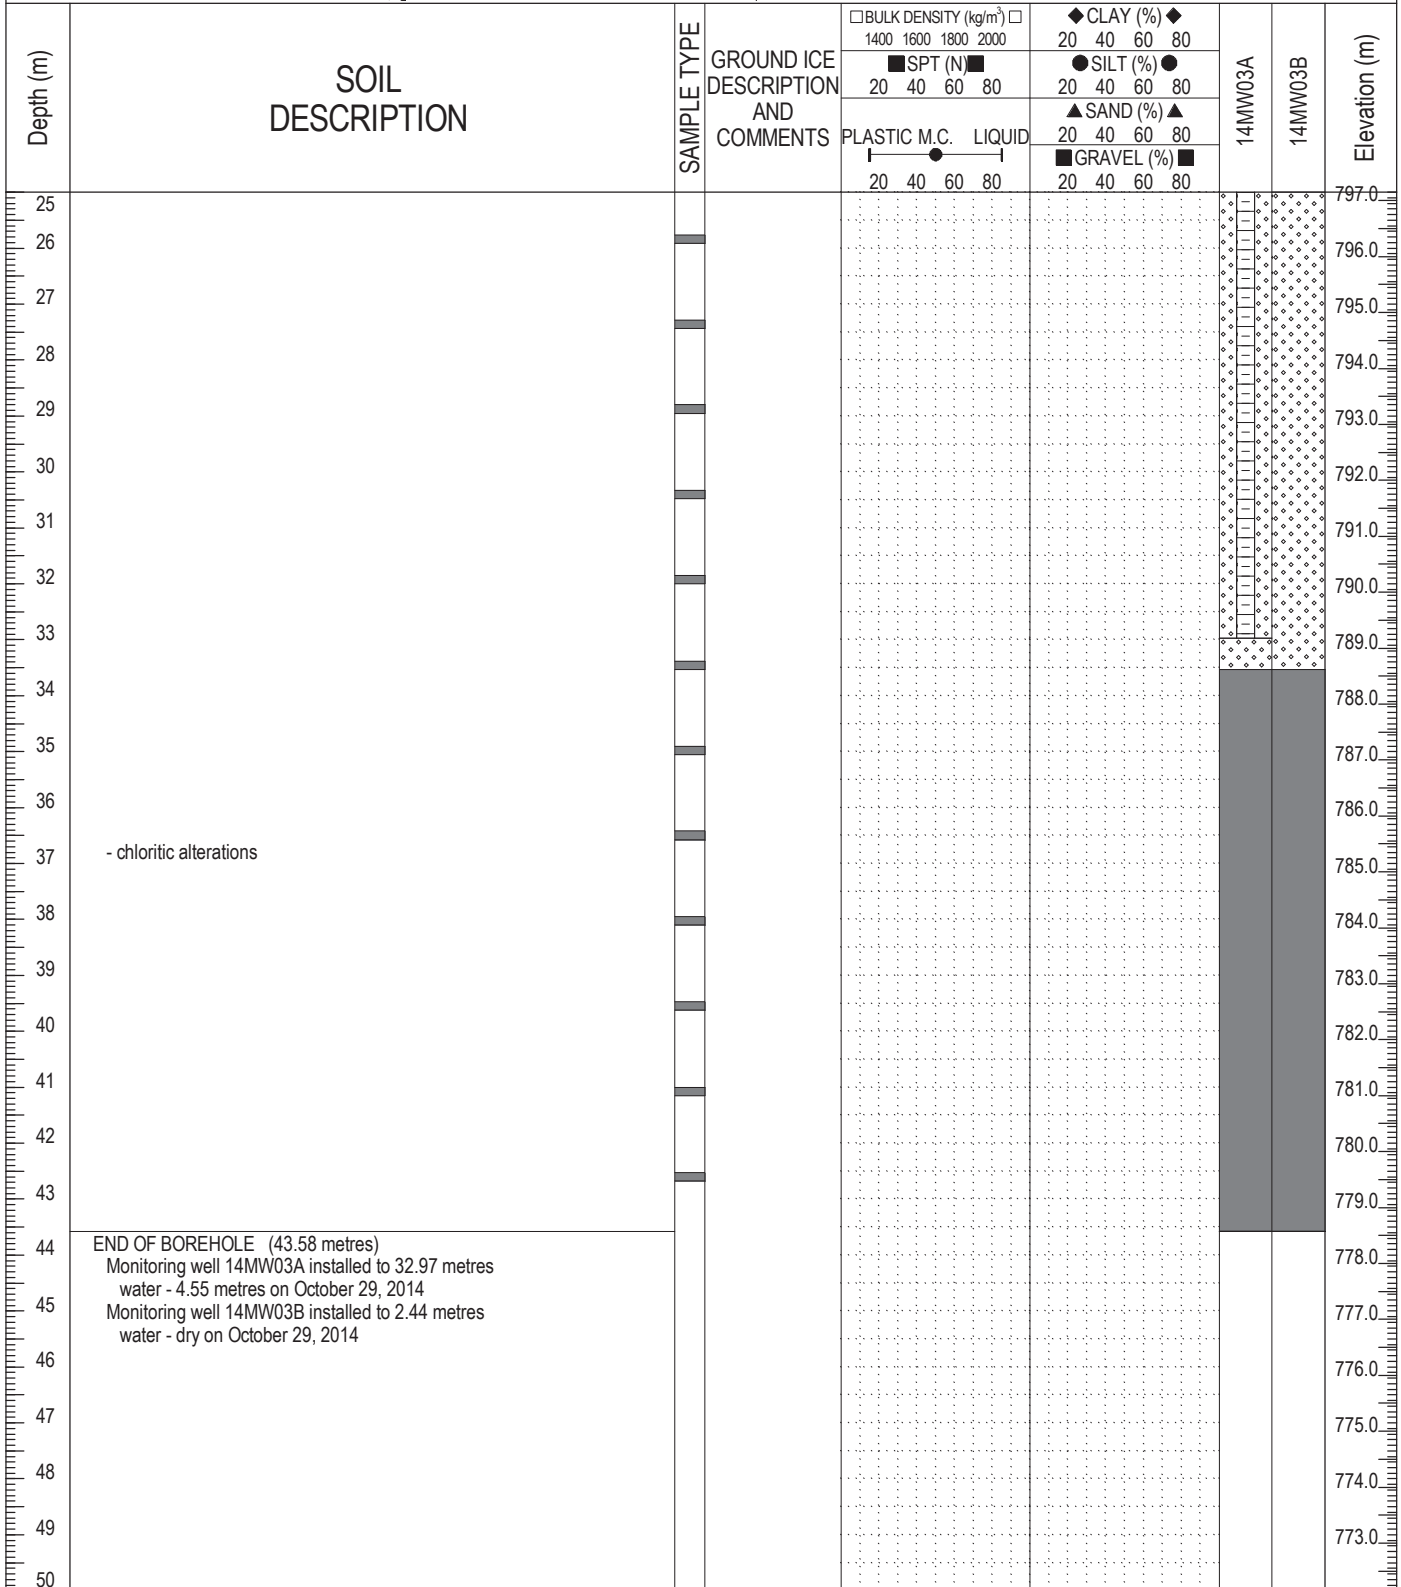 Depth (m)
SOIL
DESCRIPTION
SAMPLE TYPE
GROUND ICE
DESCRIPTION
AND
COMMENTS
□BULK DENSITY (kg/m³) □
1400 1600 1800 2000
■SPT (N)■
20 40 60 80
PLASTIC M.C. LIQUID
20 40 60 80
◆CLAY (%) ◆
20 40 60 80
●SILT (%) ●
20 40 60 80
▲SAND (%) ▲
20 40 60 80
■GRAVEL (%) ■
20 40 60 80
14MW03A
14MW03B
Elevation (m)
25
26
27
28
29
30
31
32
33
34
35
36
37
38
39
40
41
42
43
44
45
46
47
48
49
50
- chloritic alterations
END OF BOREHOLE (43.58 metres)
Monitoring well 14MW03A installed to 32.97 metres
water - 4.55 metres on October 29, 2014
Monitoring well 14MW03B installed to 2.44 metres
water - dry on October 29, 2014
797.0
796.0
795.0
794.0
793.0
792.0
791.0
790.0
789.0
788.0
787.0
786.0
785.0
784.0
783.0
782.0
781.0
780.0
779.0
778.0
777.0
776.0
775.0
774.0
773.0